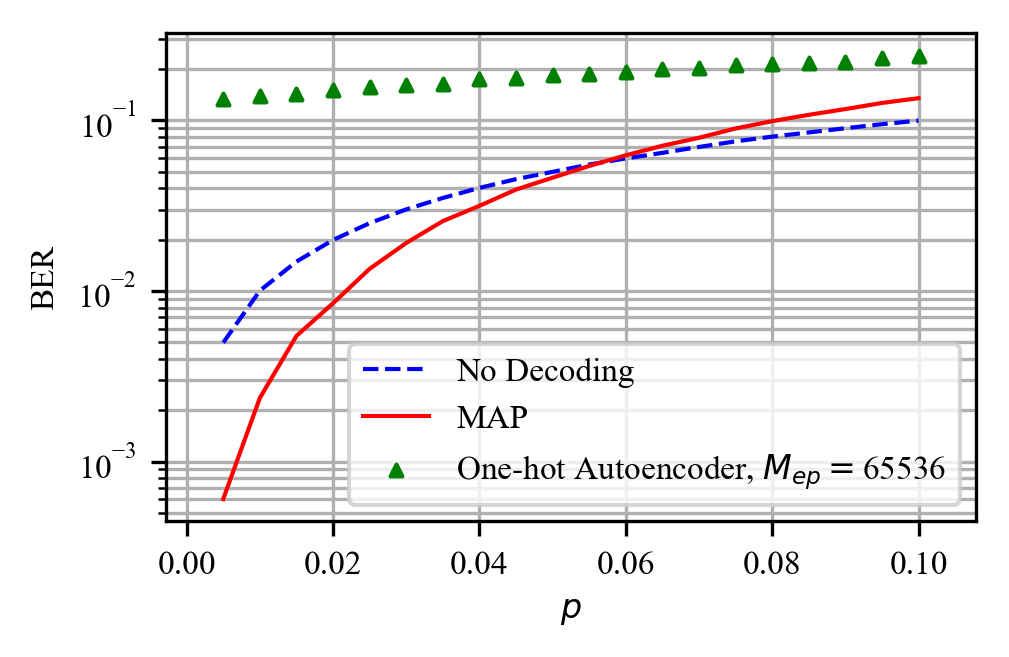 BER
10⁻¹
10⁻²
10⁻³
No Decoding
MAP
One-hot Autoencoder, Mₑₚ = 65536
0.00 0.02 0.04 0.06 0.08 0.10
p